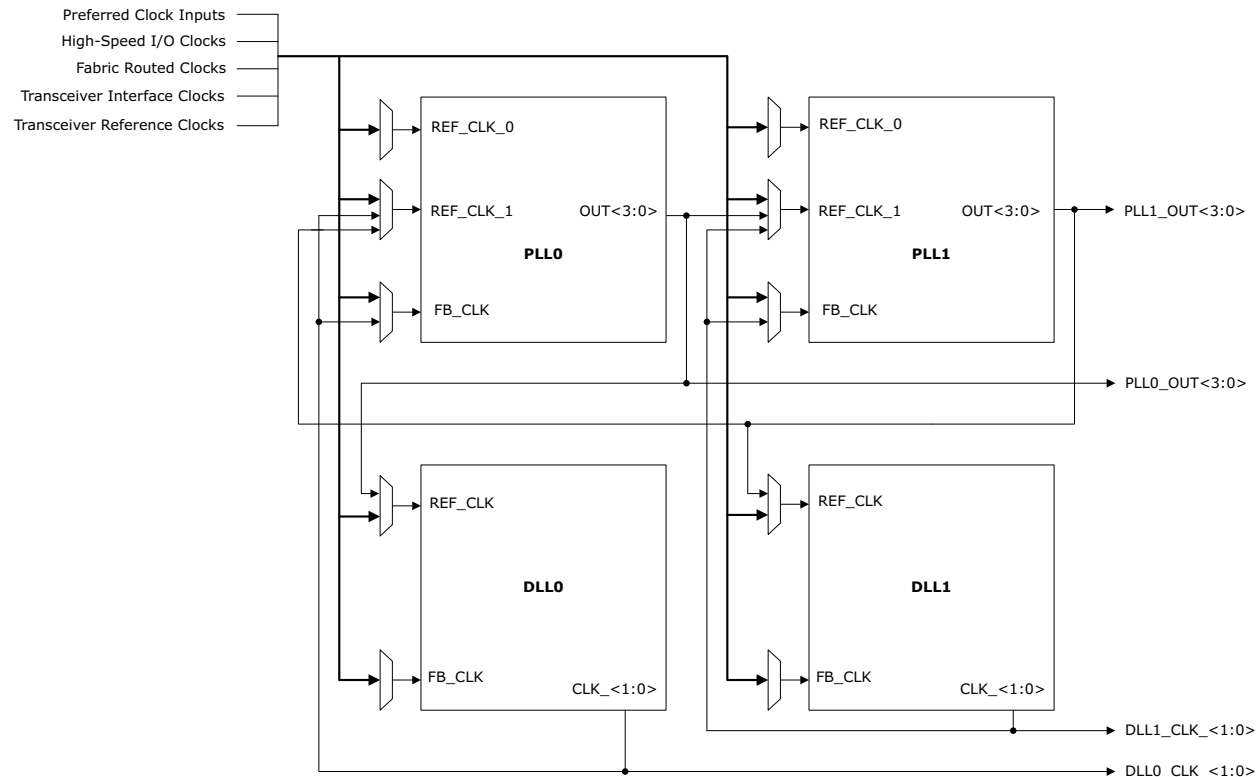 Preferred Clock Inputs
High-Speed I/O Clocks
Fabric Routed Clocks
Transceiver Interface Clocks
Transceiver Reference Clocks
REF_CLK_0
REF_CLK_1
OUT<3:0>
PLL0
FB_CLK
REF_CLK_0
REF_CLK_1
OUT<3:0>
PLL1
FB_CLK
PLL1_OUT<3:0>
PLL0_OUT<3:0>
REF_CLK
DLL0
FB_CLK
CLK_<1:0>
REF_CLK
DLL1
FB_CLK
CLK_<1:0>
DLL1_CLK_<1:0>
DLL0_CLK_<1:0>